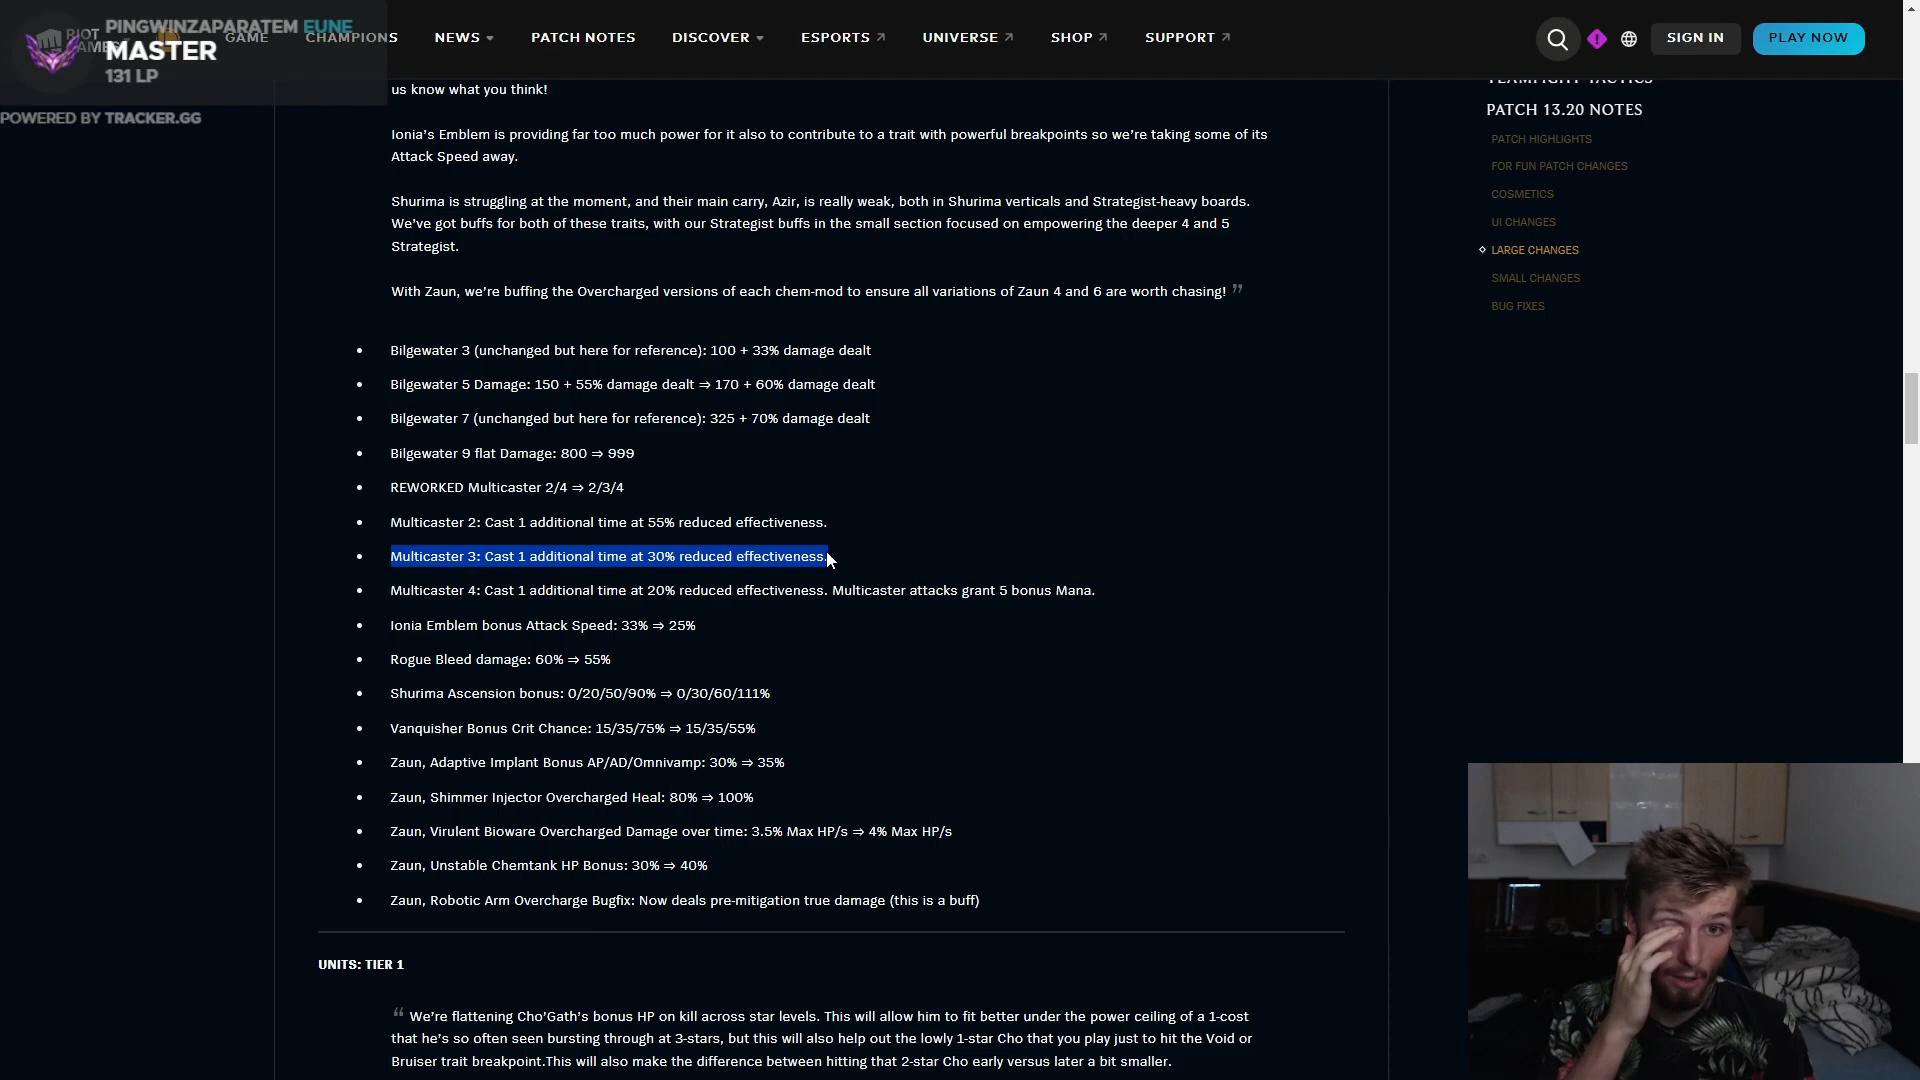 PINGWINZAPARATEM EUNE
MASTER
131 LP
POWERED BY TRACKER.GG
RIOT GAMES
GAME
CHAMPIONS
NEWS
PATCH NOTES
DISCOVER
ESPORTS
UNIVERSE
SHOP
SUPPORT
SIGN IN
PLAY NOW
us know what you think!
Ionia's Emblem is providing far too much power for it also to contribute to a trait with powerful breakpoints so we're taking some of its
Attack Speed away.
Shurima is struggling at the moment, and their main carry, Azir, is really weak, both in Shurima verticals and Strategist-heavy boards.
We've got buffs for both of these traits, with our Strategist buffs in the small section focused on empowering the deeper 4 and 5
Strategist.
With Zaun, we're buffing the Overcharged versions of each chem-mod to ensure all variations of Zaun 4 and 6 are worth chasing! ”
• Bilgewater 3 (unchanged but here for reference): 100 + 33% damage dealt
• Bilgewater 5 Damage: 150 + 55% damage dealt ⇒ 170 + 60% damage dealt
• Bilgewater 7 (unchanged but here for reference): 325 + 70% damage dealt
• Bilgewater 9 flat Damage: 800 ⇒ 999
• REWORKED Multicaster 2/4 ⇒ 2/3/4
• Multicaster 2: Cast 1 additional time at 55% reduced effectiveness.
• Multicaster 3: Cast 1 additional time at 30% reduced effectiveness.
• Multicaster 4: Cast 1 additional time at 20% reduced effectiveness. Multicaster attacks grant 5 bonus Mana.
• Ionia Emblem bonus Attack Speed: 33% ⇒ 25%
• Rogue Bleed damage: 60% ⇒ 55%
• Shurima Ascension bonus: 0/20/50/90% ⇒ 0/30/60/111%
• Vanquisher Bonus Crit Chance: 15/35/75% ⇒ 15/35/55%
• Zaun, Adaptive Implant Bonus AP/AD/Omnivamp: 30% ⇒ 35%
• Zaun, Shimmer Injector Overcharged Heal: 80% ⇒ 100%
• Zaun, Virulent Bioware Overcharged Damage over time: 3.5% Max HP/s ⇒ 4% Max HP/s
• Zaun, Unstable Chemtank HP Bonus: 30% ⇒ 40%
• Zaun, Robotic Arm Overcharge Bugfix: Now deals pre-mitigation true damage (this is a buff)
UNITS: TIER 1
“ We're flattening Cho'Gath's bonus HP on kill across star levels. This will allow him to fit better under the power ceiling of a 1-cost
that he's so often seen bursting through at 3-stars, but this will also help out the lowly 1-star Cho that you play just to hit the Void or
Bruiser trait breakpoint.This will also make the difference between hitting that 2-star Cho early versus later a bit smaller.
TEAMFIGHT TACTICS
PATCH 13.20 NOTES
PATCH HIGHLIGHTS
FOR FUN PATCH CHANGES
COSMETICS
UI CHANGES
LARGE CHANGES
SMALL CHANGES
BUG FIXES